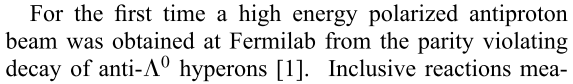 For the first time a high energy polarized antiproton
beam was obtained at Fermilab from the parity violating
decay of anti-Λ⁰ hyperons [1]. Inclusive reactions mea-